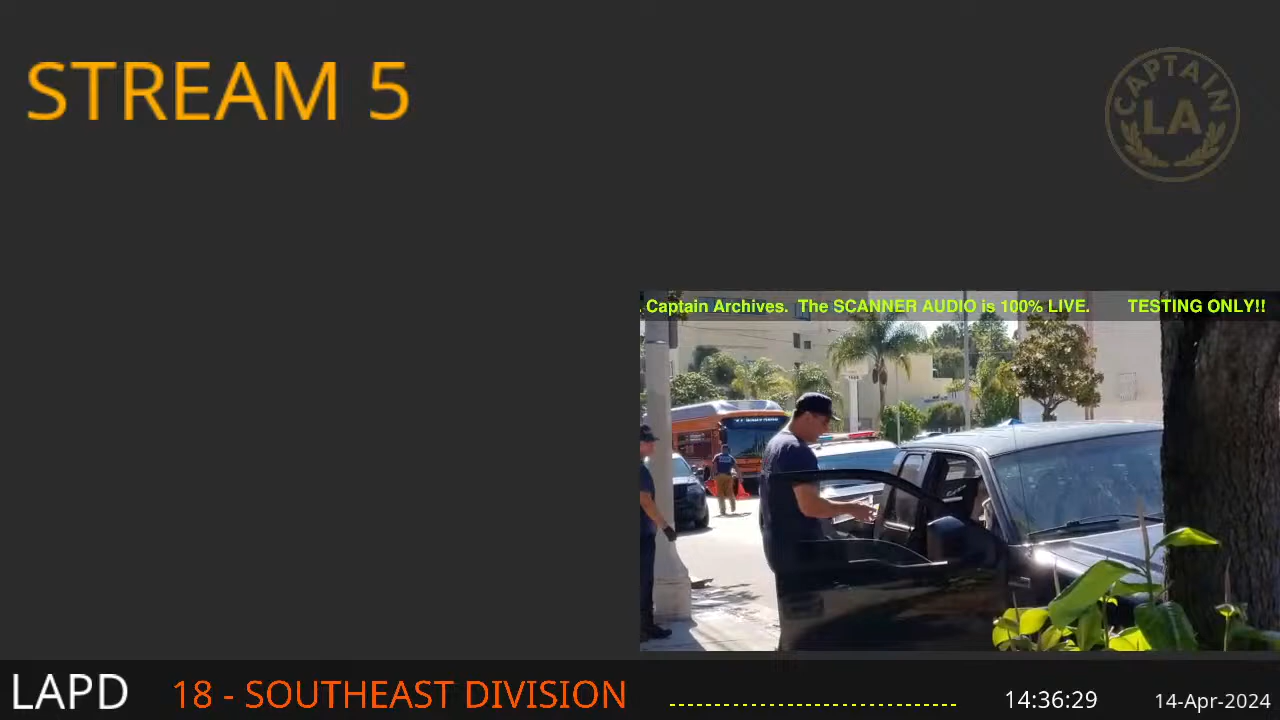 STREAM 5
CAPTAIN
LA
. Captain Archives. The SCANNER AUDIO is 100% LIVE. TESTING ONLY!!
LAPD 18 - SOUTHEAST DIVISION ------------------------------ 14:36:29 14-Apr-2024